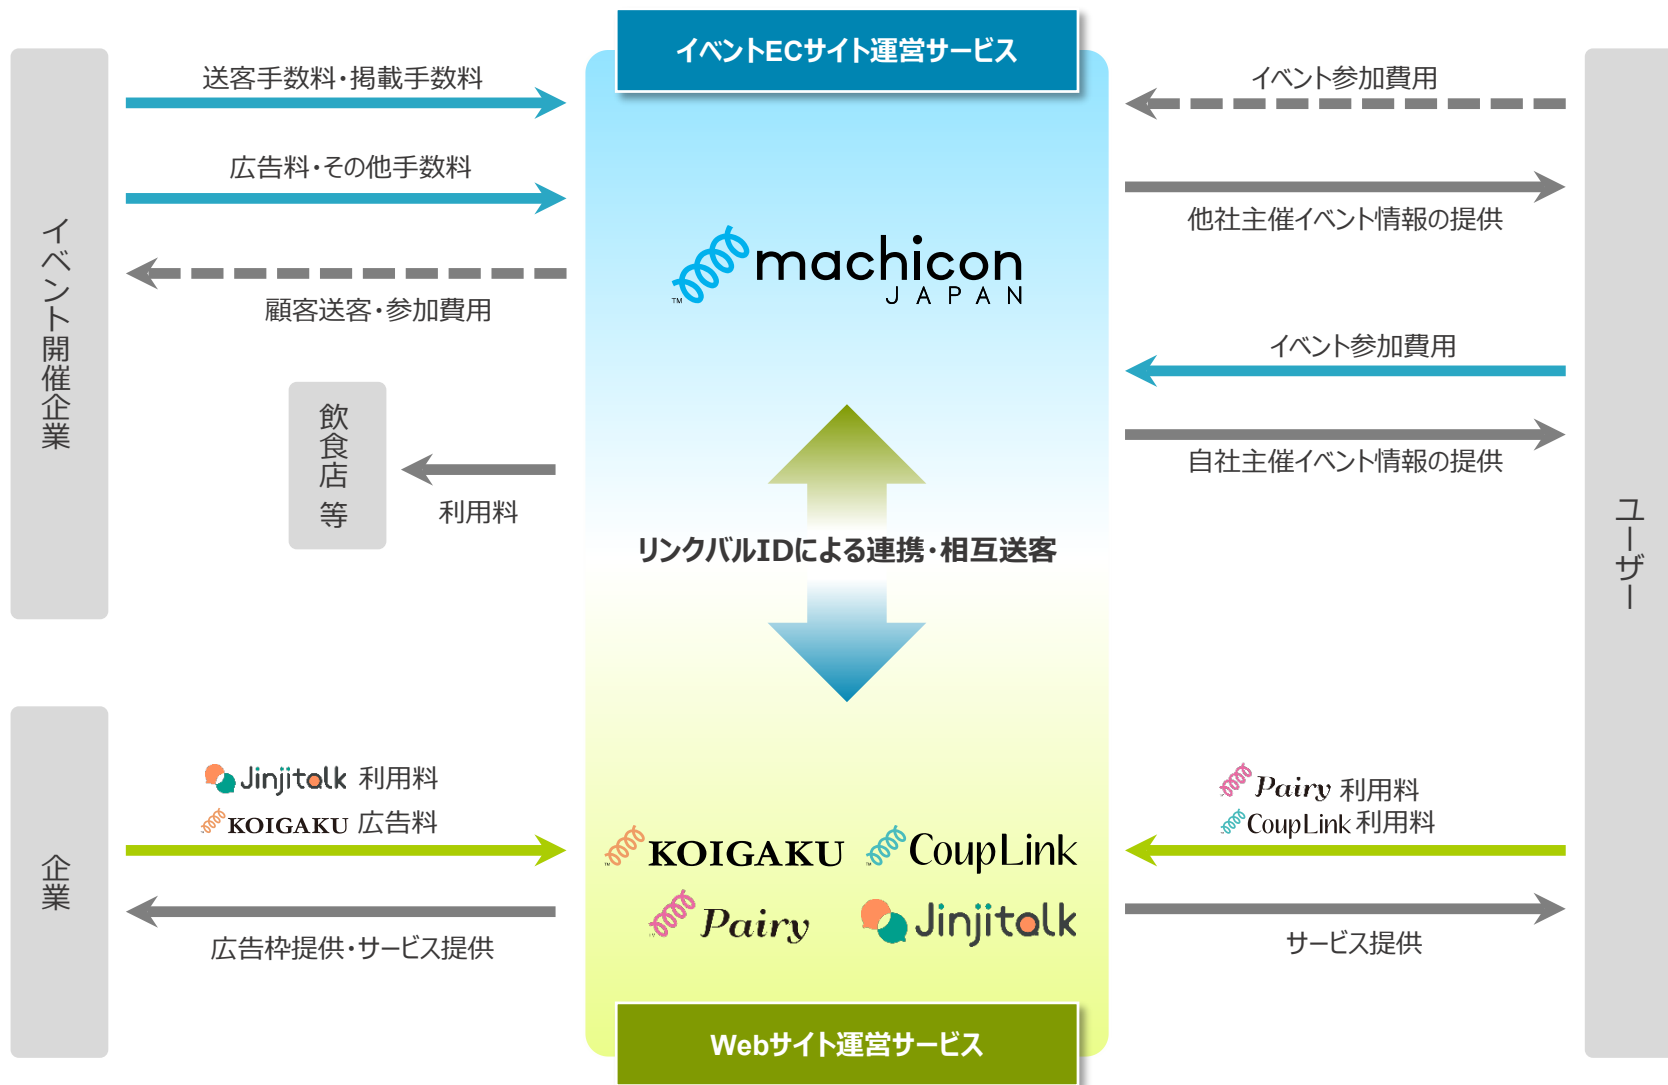 イベントECサイト運営サービス
送客手数料・掲載手数料
広告料・その他手数料
顧客送客・参加費用
イベント開催企業
飲食店 等
利用料
イベント参加費用
他社主催イベント情報の提供
イベント参加費用
自社主催イベント情報の提供
ユーザー
™ machicon
JAPAN
リンクバルIDによる連携・相互送客
企業
Jinjitalk 利用料
KOIGAKU 広告料
広告枠提供・サービス提供
™ KOIGAKU ™ CoupLink
Pairy Jinjitalk
Pairy 利用料
CoupLink 利用料
サービス提供
Webサイト運営サービス